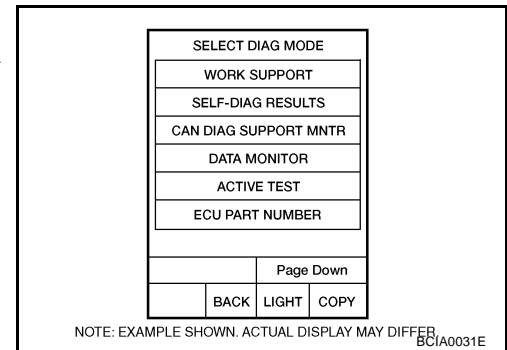 SELECT DIAG MODE
WORK SUPPORT
SELF-DIAG RESULTS
CAN DIAG SUPPORT MNTR
DATA MONITOR
ACTIVE TEST
ECU PART NUMBER
Page Down
BACK LIGHT COPY
NOTE: EXAMPLE SHOWN. ACTUAL DISPLAY MAY DIFFER.
BCIA0031E